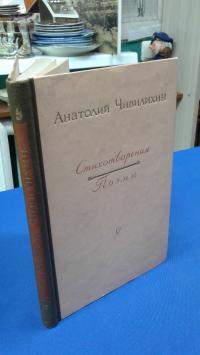 Анатолий Чивилихин
Стихотворения
Поэмы